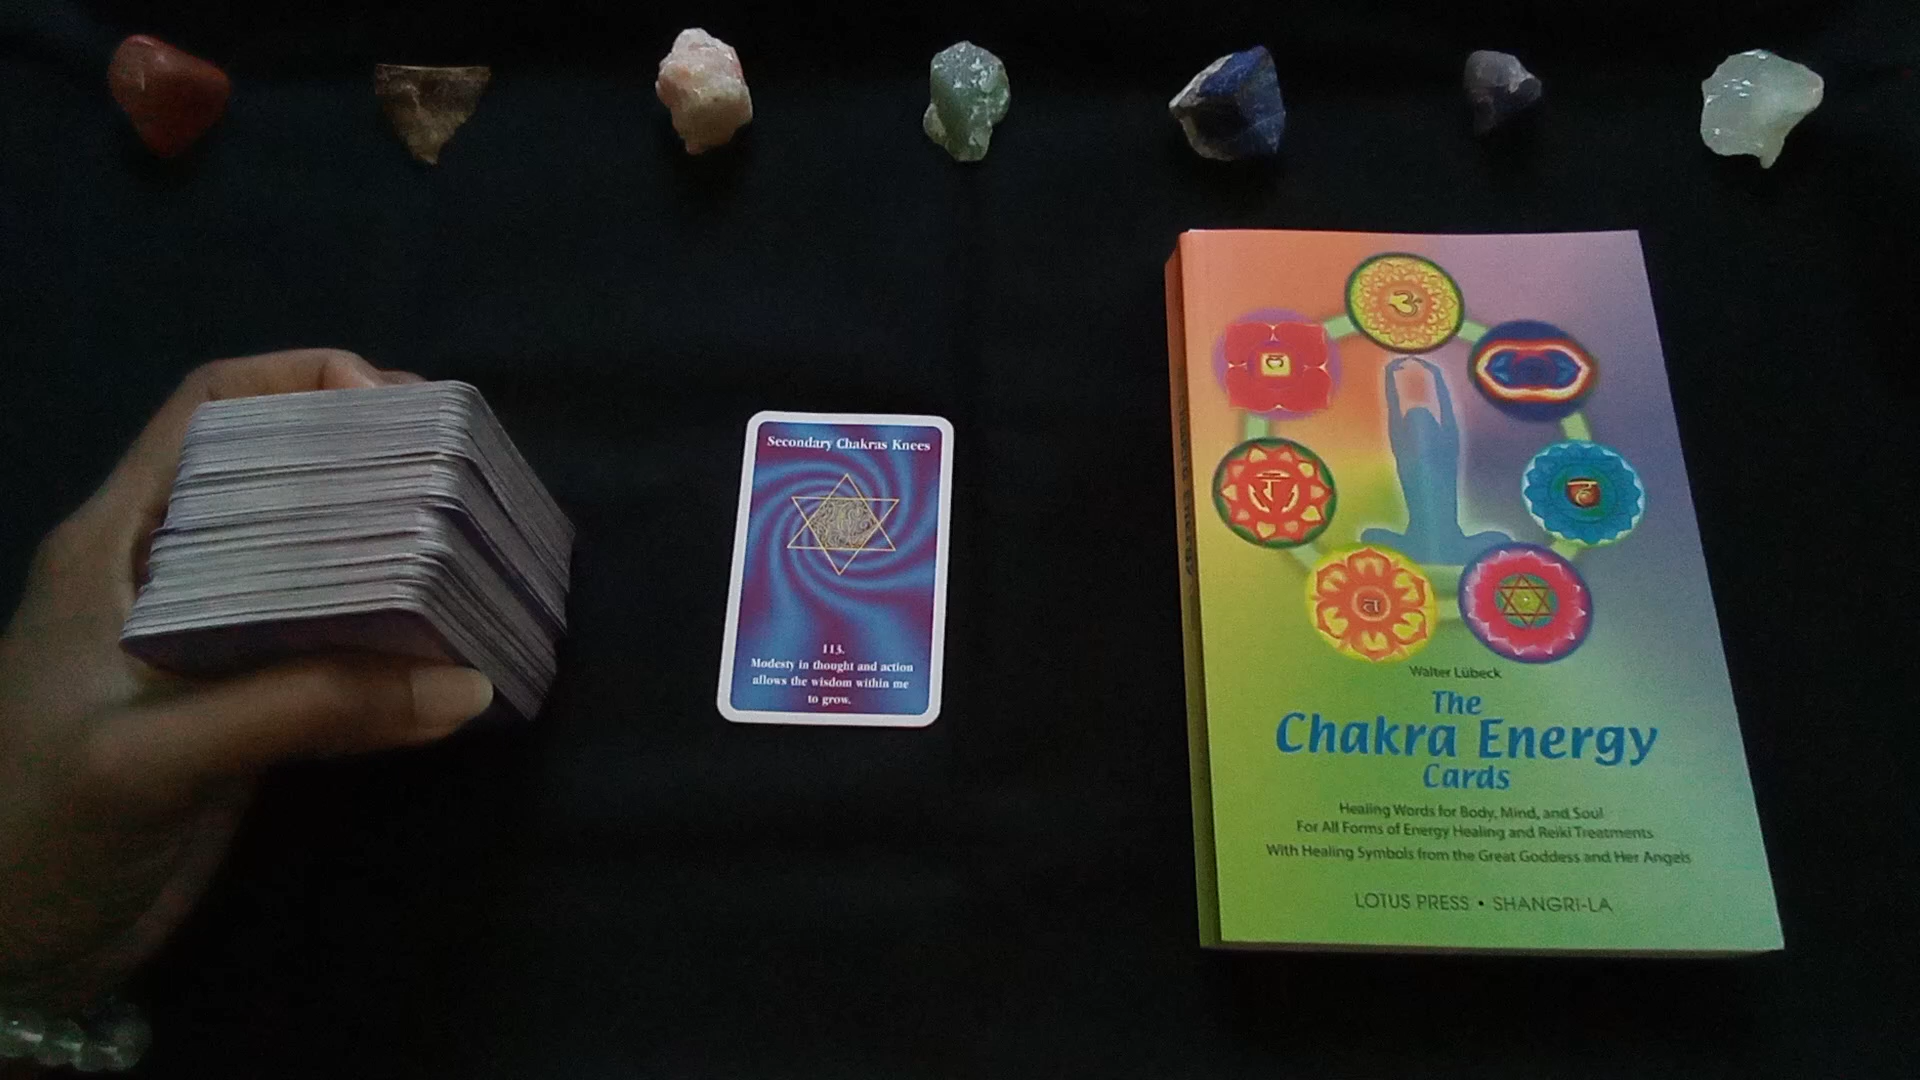 Secondary Chakras Knees
113.
Modesty in thought and action
allows the wisdom within me
to grow.
Walter Lübeck
The
Chakra Energy
Cards
Healing Words for Body, Mind, and Soul
For All Forms of Energy Healing and Reiki Treatments
With Healing Symbols from the Great Goddess and Her Angels
LOTUS PRESS • SHANGRI-LA